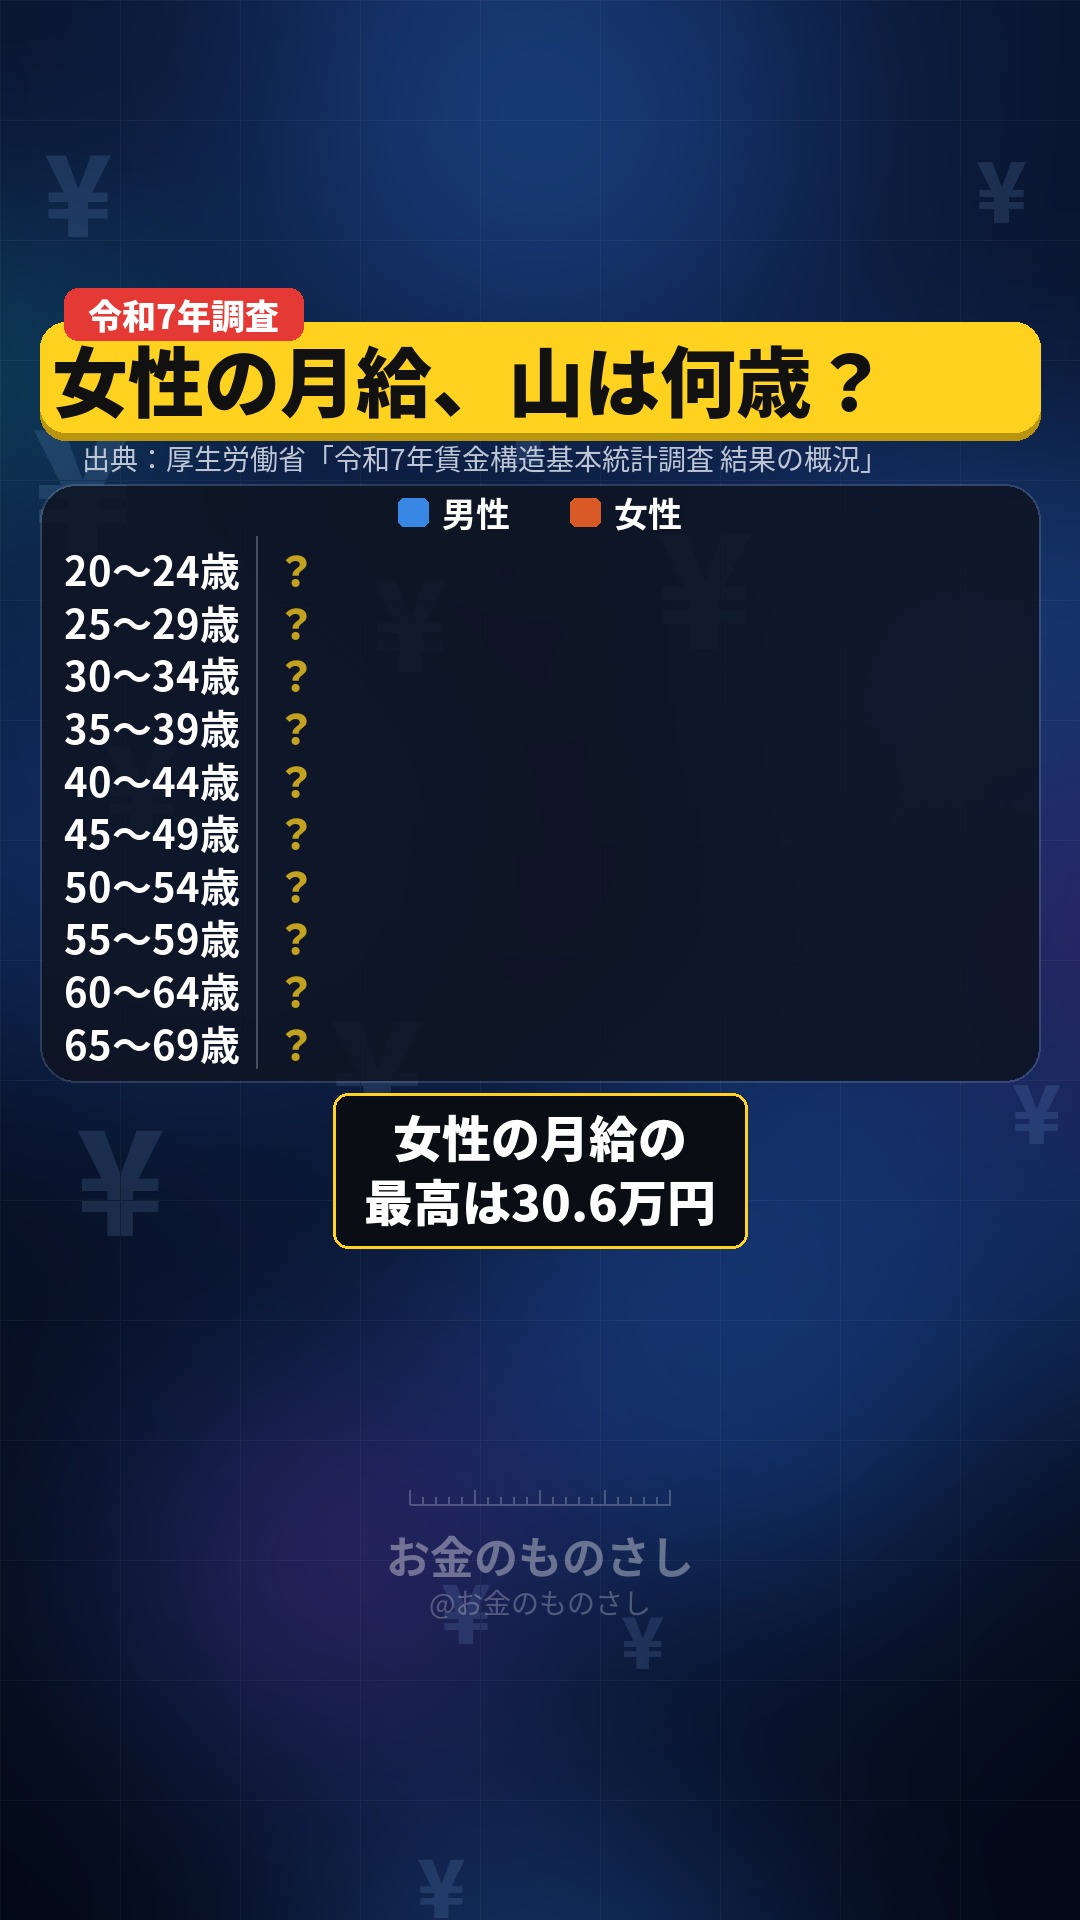 令和7年調査
女性の月給、山は何歳？
出典：厚生労働省「令和7年賃金構造基本統計調査 結果の概況」
男性 女性
20〜24歳 ？
25〜29歳 ？
30〜34歳 ？
35〜39歳 ？
40〜44歳 ？
45〜49歳 ？
50〜54歳 ？
55〜59歳 ？
60〜64歳 ？
65〜69歳 ？
女性の月給の
最高は30.6万円
お金のものさし
@お金のものさし